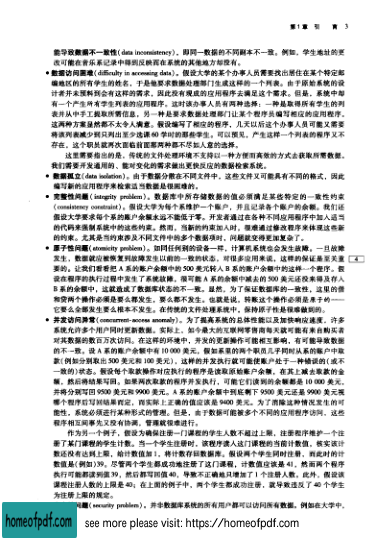 第1章 引 言 3
能导致数据不一致性(data inconsistency)。即同一数据的不同副本不一致。例如，学生地址的更
改可能在音乐系记录中得到反映而在系统的其他地方却没有。
● 数据访问困难(difficulty in accessing data)。假设大学的某个办事人员需要找出居住在某个特定邮
编地区的所有学生的姓名，于是他要求数据处理部门生成这样的一个列表。由于原始系统的设
计者并未预料到会有这样的需求，因此没有现成的应用程序去满足这个需求。但是，系统中却
有一个产生所有学生列表的应用程序。这时该办事人员有两种选择：一种是取得所有学生的列
表并从中手工提取所需信息，另一种是要求数据处理部门让某个程序员编写相应的应用程序。
这两种方案显然都不太令人满意。假设编写了相应的程序，几天以后这个办事人员可能又需要
将该列表减少到只列出至少选课60学时的那些学生。可以预见，产生这样一个列表的程序又不
存在，这个职员就再次面临前面那两种都不尽如人意的选择。
这里需要指出的是，传统的文件处理环境不支持以一种方便而高效的方式去获取所需数据。
我们需要开发通用的、能对变化的需求做出更快反应的数据检索系统。
● 数据孤立(data isolation)。由于数据分散在不同文件中，这些文件又可能具有不同的格式，因此
编写新的应用程序来检索适当数据是很困难的。
● 完整性问题(integrity problem)。数据库中所存储数据的值必须满足某些特定的一致性约束
(consistency constraint)。假设大学为每个系维护一个账户，并且记录各个账户的余额。我们还
假设大学要求每个系的账户余额永远不能低于零。开发者通过在各种不同应用程序中加入适当
的代码来强制系统中的这些约束。然而，当新的约束加入时，很难通过修改程序来体现这些新
的约束。尤其是当约束涉及不同文件中的多个数据项时，问题就变得更加复杂了。
● 原子性问题(atomicity problem)。如同任何别的设备一样，计算机系统也会发生故障。一旦故障
发生，数据就应被恢复到故障发生以前的一致的状态，对很多应用来说，这样的保证是至关重
要的。让我们看看把A系的账户余额中的500美元转入B系的账户余额中的这样一个程序。假
设在程序的执行过程中发生了系统故障，很可能A系的余额中减去的500美元还没来得及存入
B系的余额中，这就造成了数据库状态的不一致。显然，为了保证数据库的一致性，这里的借
和贷两个操作必须是要么都发生，要么都不发生。也就是说，转账这个操作必须是原子的——
它要么全部发生要么根本不发生。在传统的文件处理系统中，保持原子性是很难做到的。
4
● 并发访问异常(concurrent-access anomaly)。为了提高系统的总体性能以及加快响应速度，许多
系统允许多个用户同时更新数据。实际上，如今最大的互联网零售商每天就可能有来自购买者
对其数据的数百万次访问。在这样的环境中，并发的更新操作可能相互影响，有可能导致数据
的不一致。设A系的账户余额中有10 000美元，假如系里的两个职员几乎同时从系的账户中取
款(例如分别取出500美元和100美元)，这样的并发执行就可能使账户处于一种错误的(或不
一致的)状态。假设每个取款操作对应执行的程序是读取原始账户余额，在其上减去取款的金
额，然后将结果写回。如果两次取款的程序并发执行，可能它们读到的余额都是10 000美元，
并将分别写回9500美元和9900美元。A系的账户余额中到底剩下9500美元还是9900美元视
哪个程序后写回结果而定，而实际上正确的值应该是9400美元。为了消除这种情况发生的可
能性，系统必须进行某种形式的管理。但是，由于数据可能被多个不同的应用程序访问，这些
程序相互间事先又没有协调，管理就很难进行。
作为另一个例子，假设为确保注册一门课程的学生人数不超过上限，注册程序维护一个注
册了某门课程的学生计数。当一个学生注册时，该程序读入这门课程的当前计数值，核实该计
数还没有达到上限，给计数值加1，将计数存回数据库。假设两个学生同时注册，而此时的计
数值是(例如)39。尽管两个学生都成功地注册了这门课程，计数值应该是41，然而两个程序
执行可能都读到值39，然后都写回值40，导致不正确地只增加了1个注册人数。此外，假设该
课程注册人数的上限是40；在上面的例子中，两个学生都成功注册，就导致违反了40个学生
为注册上限的规定。
问题(security problem)。并非数据库系统的所有用户都可以访问所有数据。例如在大学中，
homeofpdf.com
see more please visit: https://homeofpdf.com